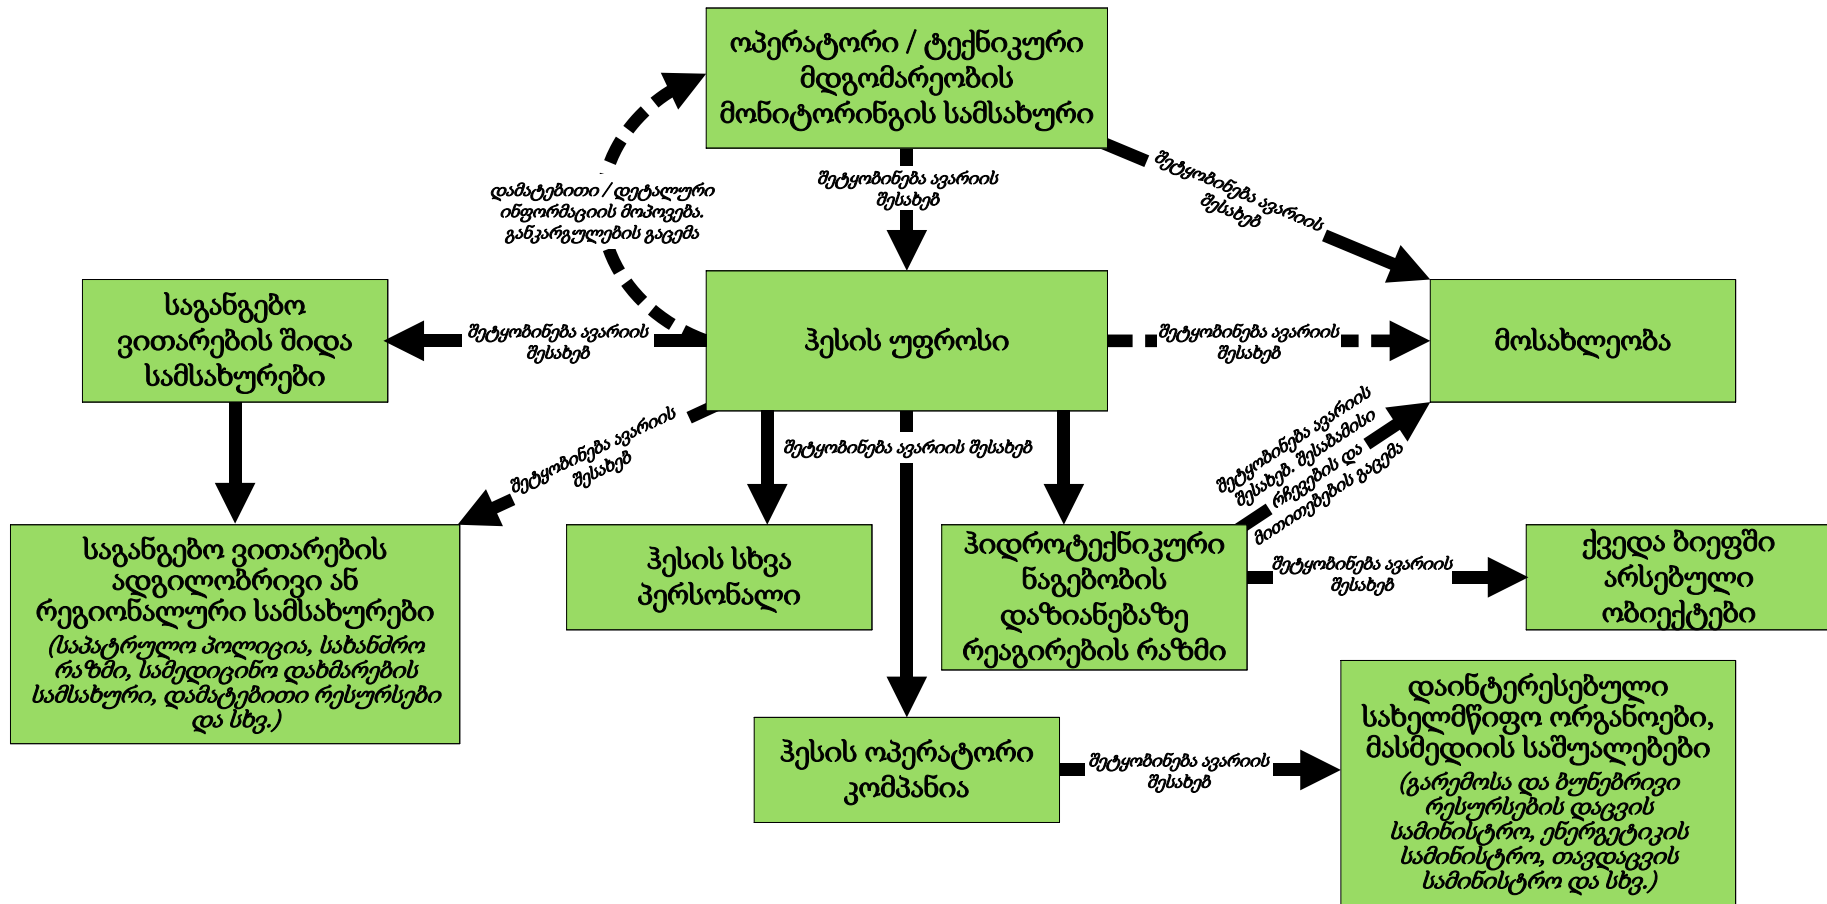 ოპერატორი / ტექნიკური
მდგომარეობის
მონიტორინგის სამსახური
შეტყობინება ავარიის
შესახებ
შეტყობინება ავარიის
შესახებ
დამატებითი / დეტალური
ინფორმაციის მოპოვება.
განკარგულების გაცემა
საგანგებო
ვითარების შიდა
სამსახურები
შეტყობინება ავარიის
შესახებ
ჰესის უფროსი
შეტყობინება ავარიის
შესახებ
მოსახლეობა
შეტყობინება ავარიის
შესახებ
შეტყობინება ავარიის შესახებ
შეტყობინება ავარიის
შესახებ. შესაბამისი
რჩევების და
მითითებების გაცემა
საგანგებო ვითარების
ადგილობრივი ან
რეგიონალური სამსახურები
(საპატრულო პოლიცია, სახანძრო
რაზმი, სამედიცინო დახმარების
სამსახური, დამატებითი რესურსები
და სხვ.)
ჰესის სხვა
პერსონალი
ჰიდროტექნიკური
ნაგებობის
დაზიანებაზე
რეაგირების რაზმი
შეტყობინება ავარიის
შესახებ
ქვედა ბიეფში
არსებული
ობიექტები
ჰესის ოპერატორი
კომპანია
შეტყობინება ავარიის
შესახებ
დაინტერესებული
სახელმწიფო ორგანოები,
მასმედიის საშუალებები
(გარემოსა და ბუნებრივი
რესურსების დაცვის
სამინისტრო, ენერგეტიკის
სამინისტრო, თავდაცვის
სამინისტრო და სხვ.)